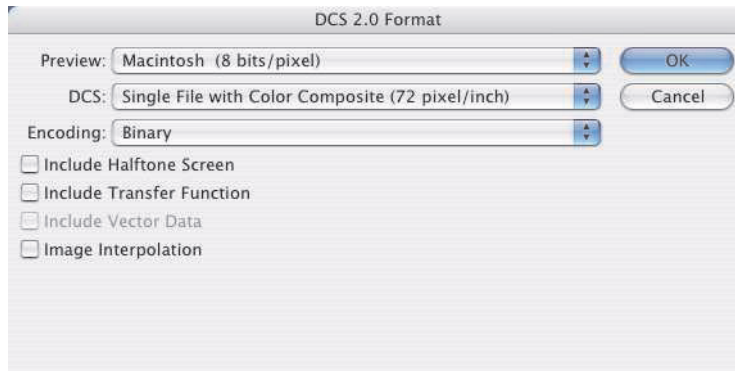 DCS 2.0 Format
Preview: Macintosh (8 bits/pixel) OK
DCS: Single File with Color Composite (72 pixel/inch) Cancel
Encoding: Binary
Include Halftone Screen
Include Transfer Function
Include Vector Data
Image Interpolation